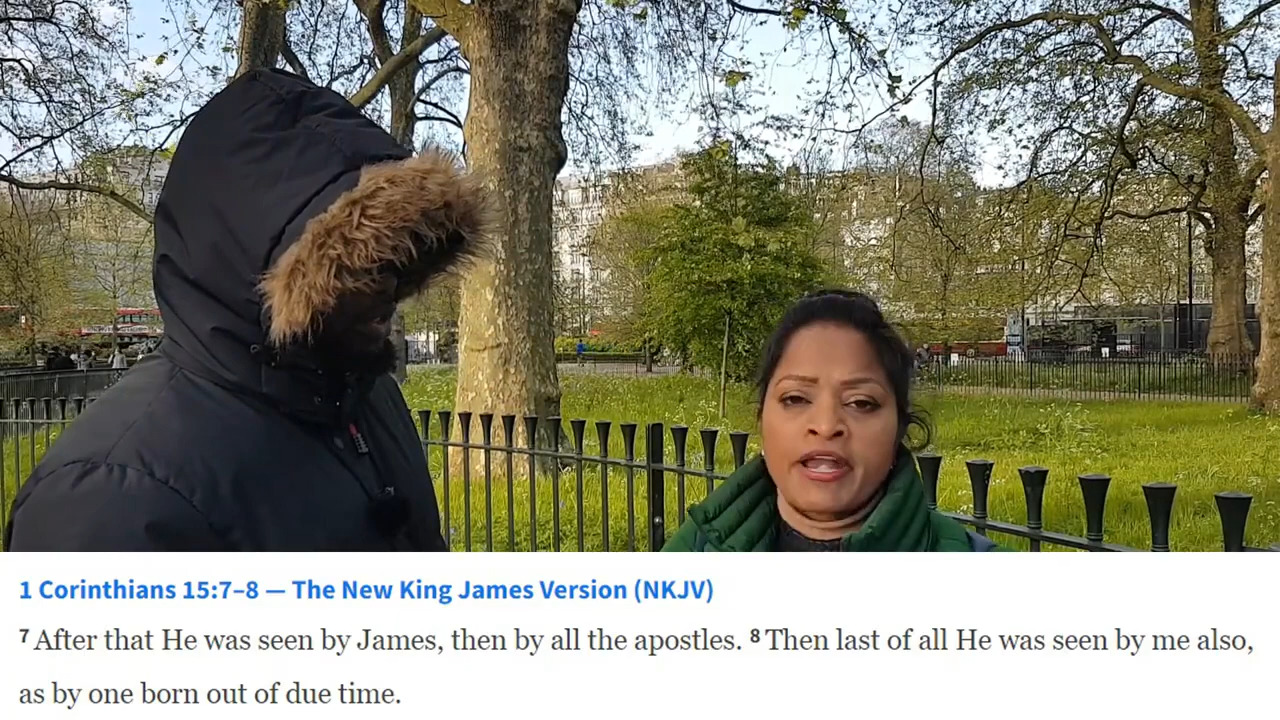 1 Corinthians 15:7–8 — The New King James Version (NKJV)
7 After that He was seen by James, then by all the apostles. 8 Then last of all He was seen by me also,
as by one born out of due time.